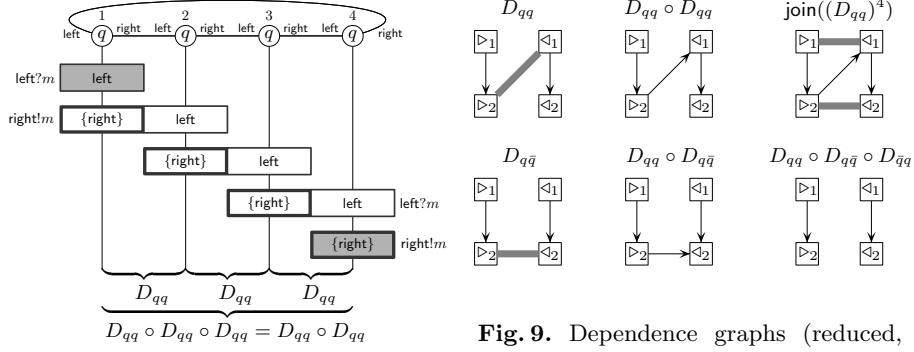 1 2 3 4
left q right left q right left q right left q right
left?m left
right!m {right} left
{right} left
{right} left left?m
{right} right!m
D_qq D_qq D_qq
D_qq ∘ D_qq ∘ D_qq = D_qq ∘ D_qq
D_qq D_qq ∘ D_qq join((D_qq)^4)
▷1 ◁1 ▷1 ◁1 ▷1 ◁1
▷2 ◁2 ▷2 ◁2 ▷2 ◁2
D_qq̄ D_qq ∘ D_qq̄ D_qq ∘ D_qq̄ ∘ D_q̄q
▷1 ◁1 ▷1 ◁1 ▷1 ◁1
▷2 ◁2 ▷2 ◁2 ▷2 ◁2
Fig. 9. Dependence graphs (reduced,